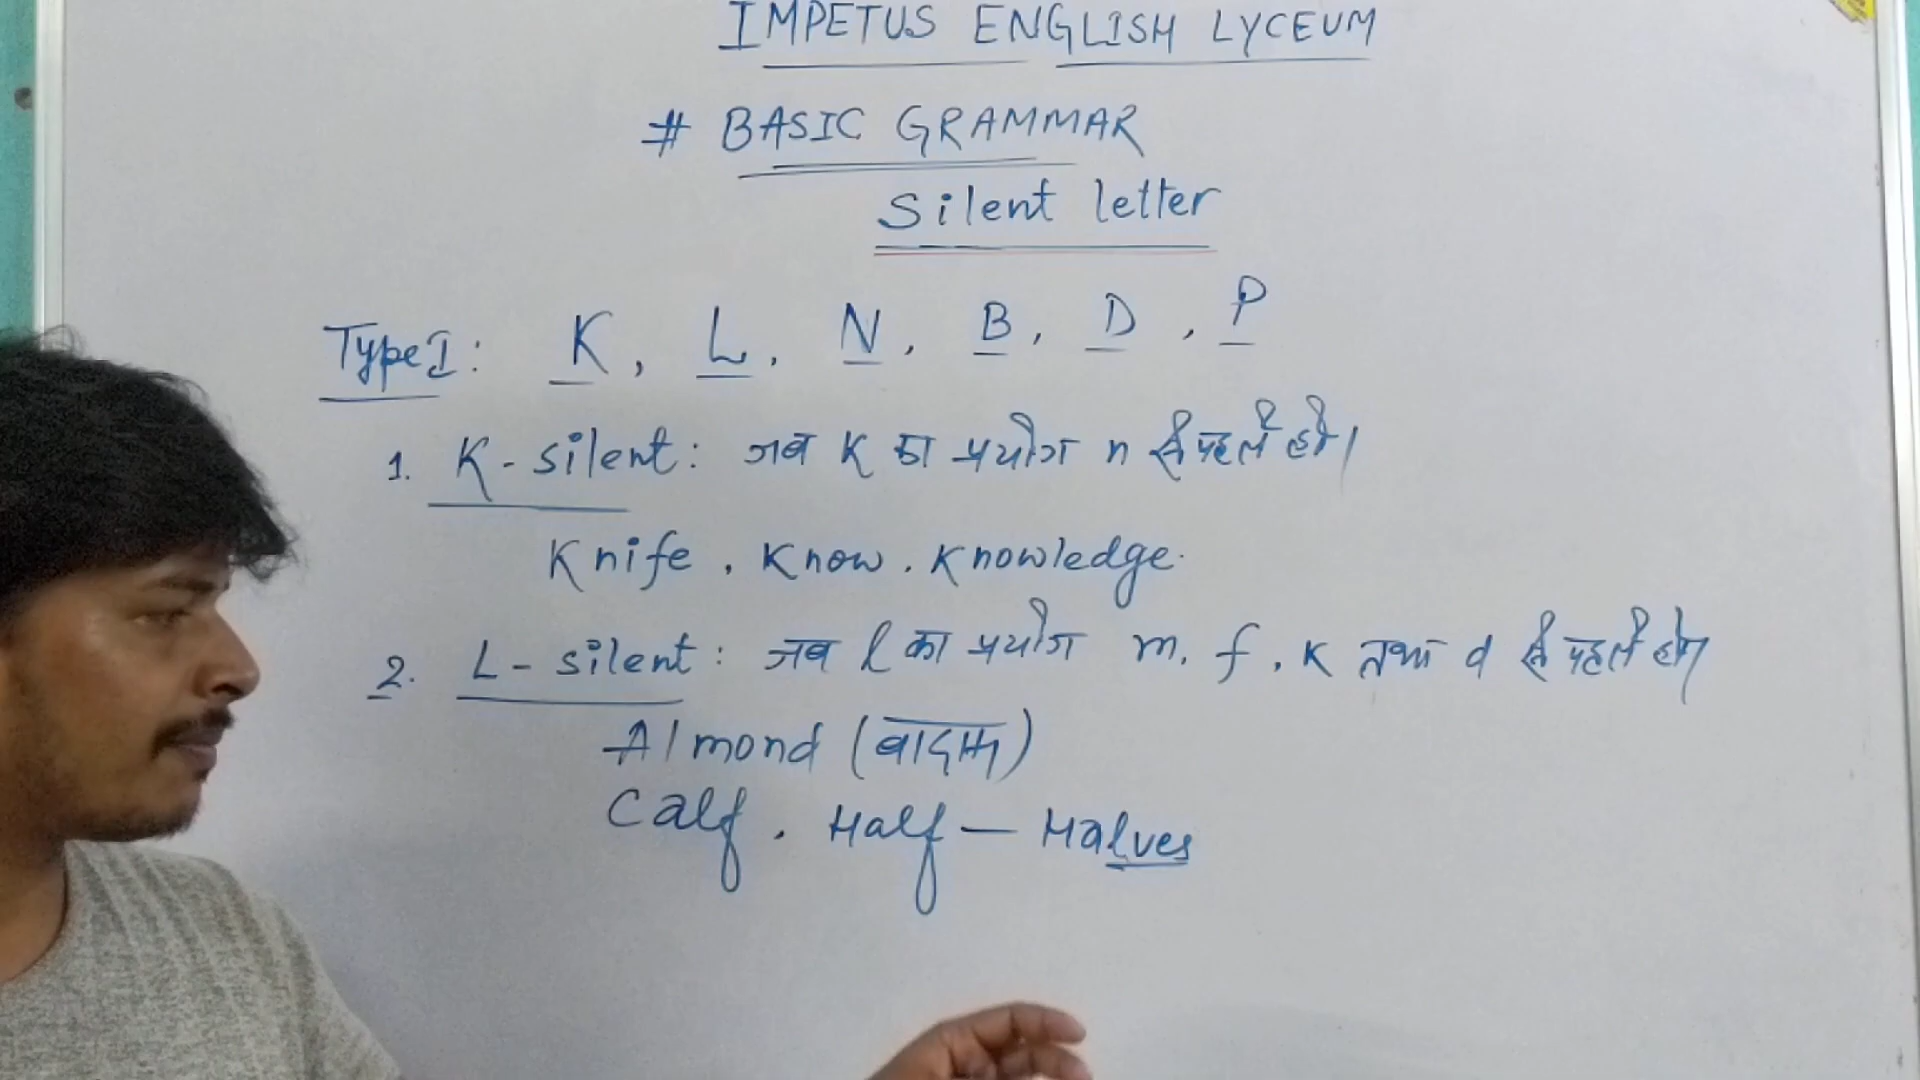 IMPETUS ENGLISH LYCEUM
# BASIC GRAMMAR
Silent letter
Type I: K, L, N, B, D, P
1. K-silent: जब K का प्रयोग n से पहले हो।
Knife, Know, Knowledge.
2. L-silent: जब l का प्रयोग m, f, K तथा d से पहले हो।
Almond (बादाम)
Calf, Half — Halves